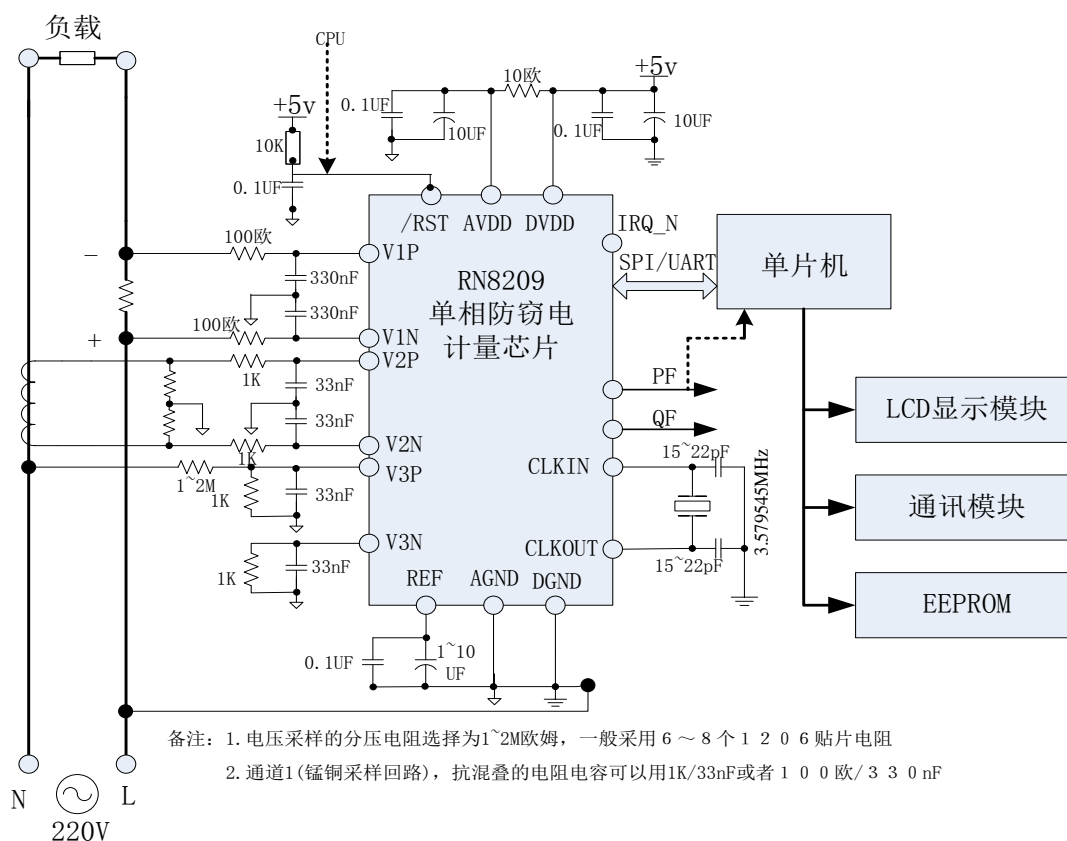 负载
CPU
+5v
10K
0.1UF
0.1UF
10UF
10欧
0.1UF
+5v
10UF
/RST
AVDD
DVDD
IRQ_N
SPI/UART
单片机
RN8209
单相防窃电
计量芯片
−
100欧
330nF
V1P
330nF
100欧
+
V1N
V2P
1K
33nF
33nF
1K
V2N
V3P
1~2M
1K
33nF
V3N
1K
33nF
PF
QF
CLKIN
15~22pF
3.579545MHz
CLKOUT
15~22pF
LCD显示模块
通讯模块
EEPROM
REF
AGND
DGND
0.1UF
1~10
UF
备注：1.电压采样的分压电阻选择为1~2M欧姆，一般采用６～８个１２０６贴片电阻
2.通道1(锰铜采样回路)，抗混叠的电阻电容可以用1K/33nF或者１００欧/３３０nF
N
L
220V